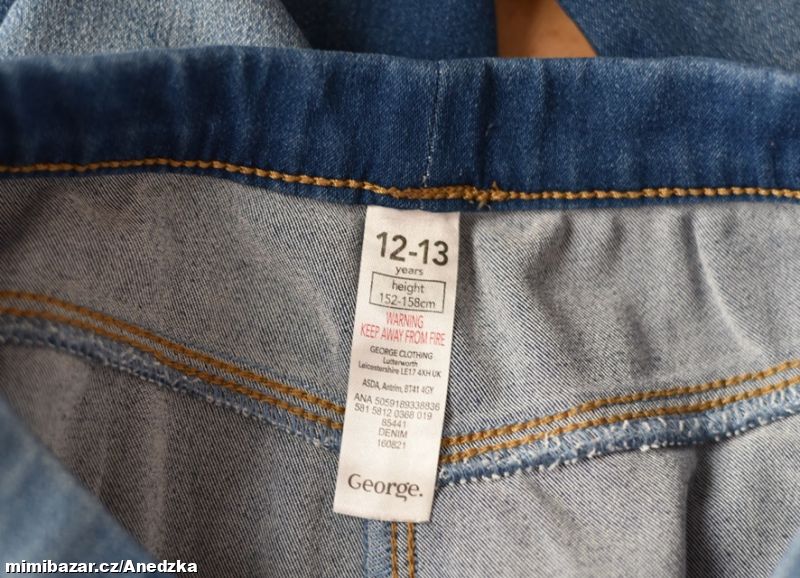 12-13
years
height
152-158cm
WARNING
KEEP AWAY FROM FIRE
GEORGE CLOTHING
Lutterworth
Leicestershire LE17 4XH UK
ASDA, Antrim, BT41 4GY
ANA 5059189338836
581 5812 0368 019
85441
DENIM
160821
George.
mimibazar.cz/Anedzka